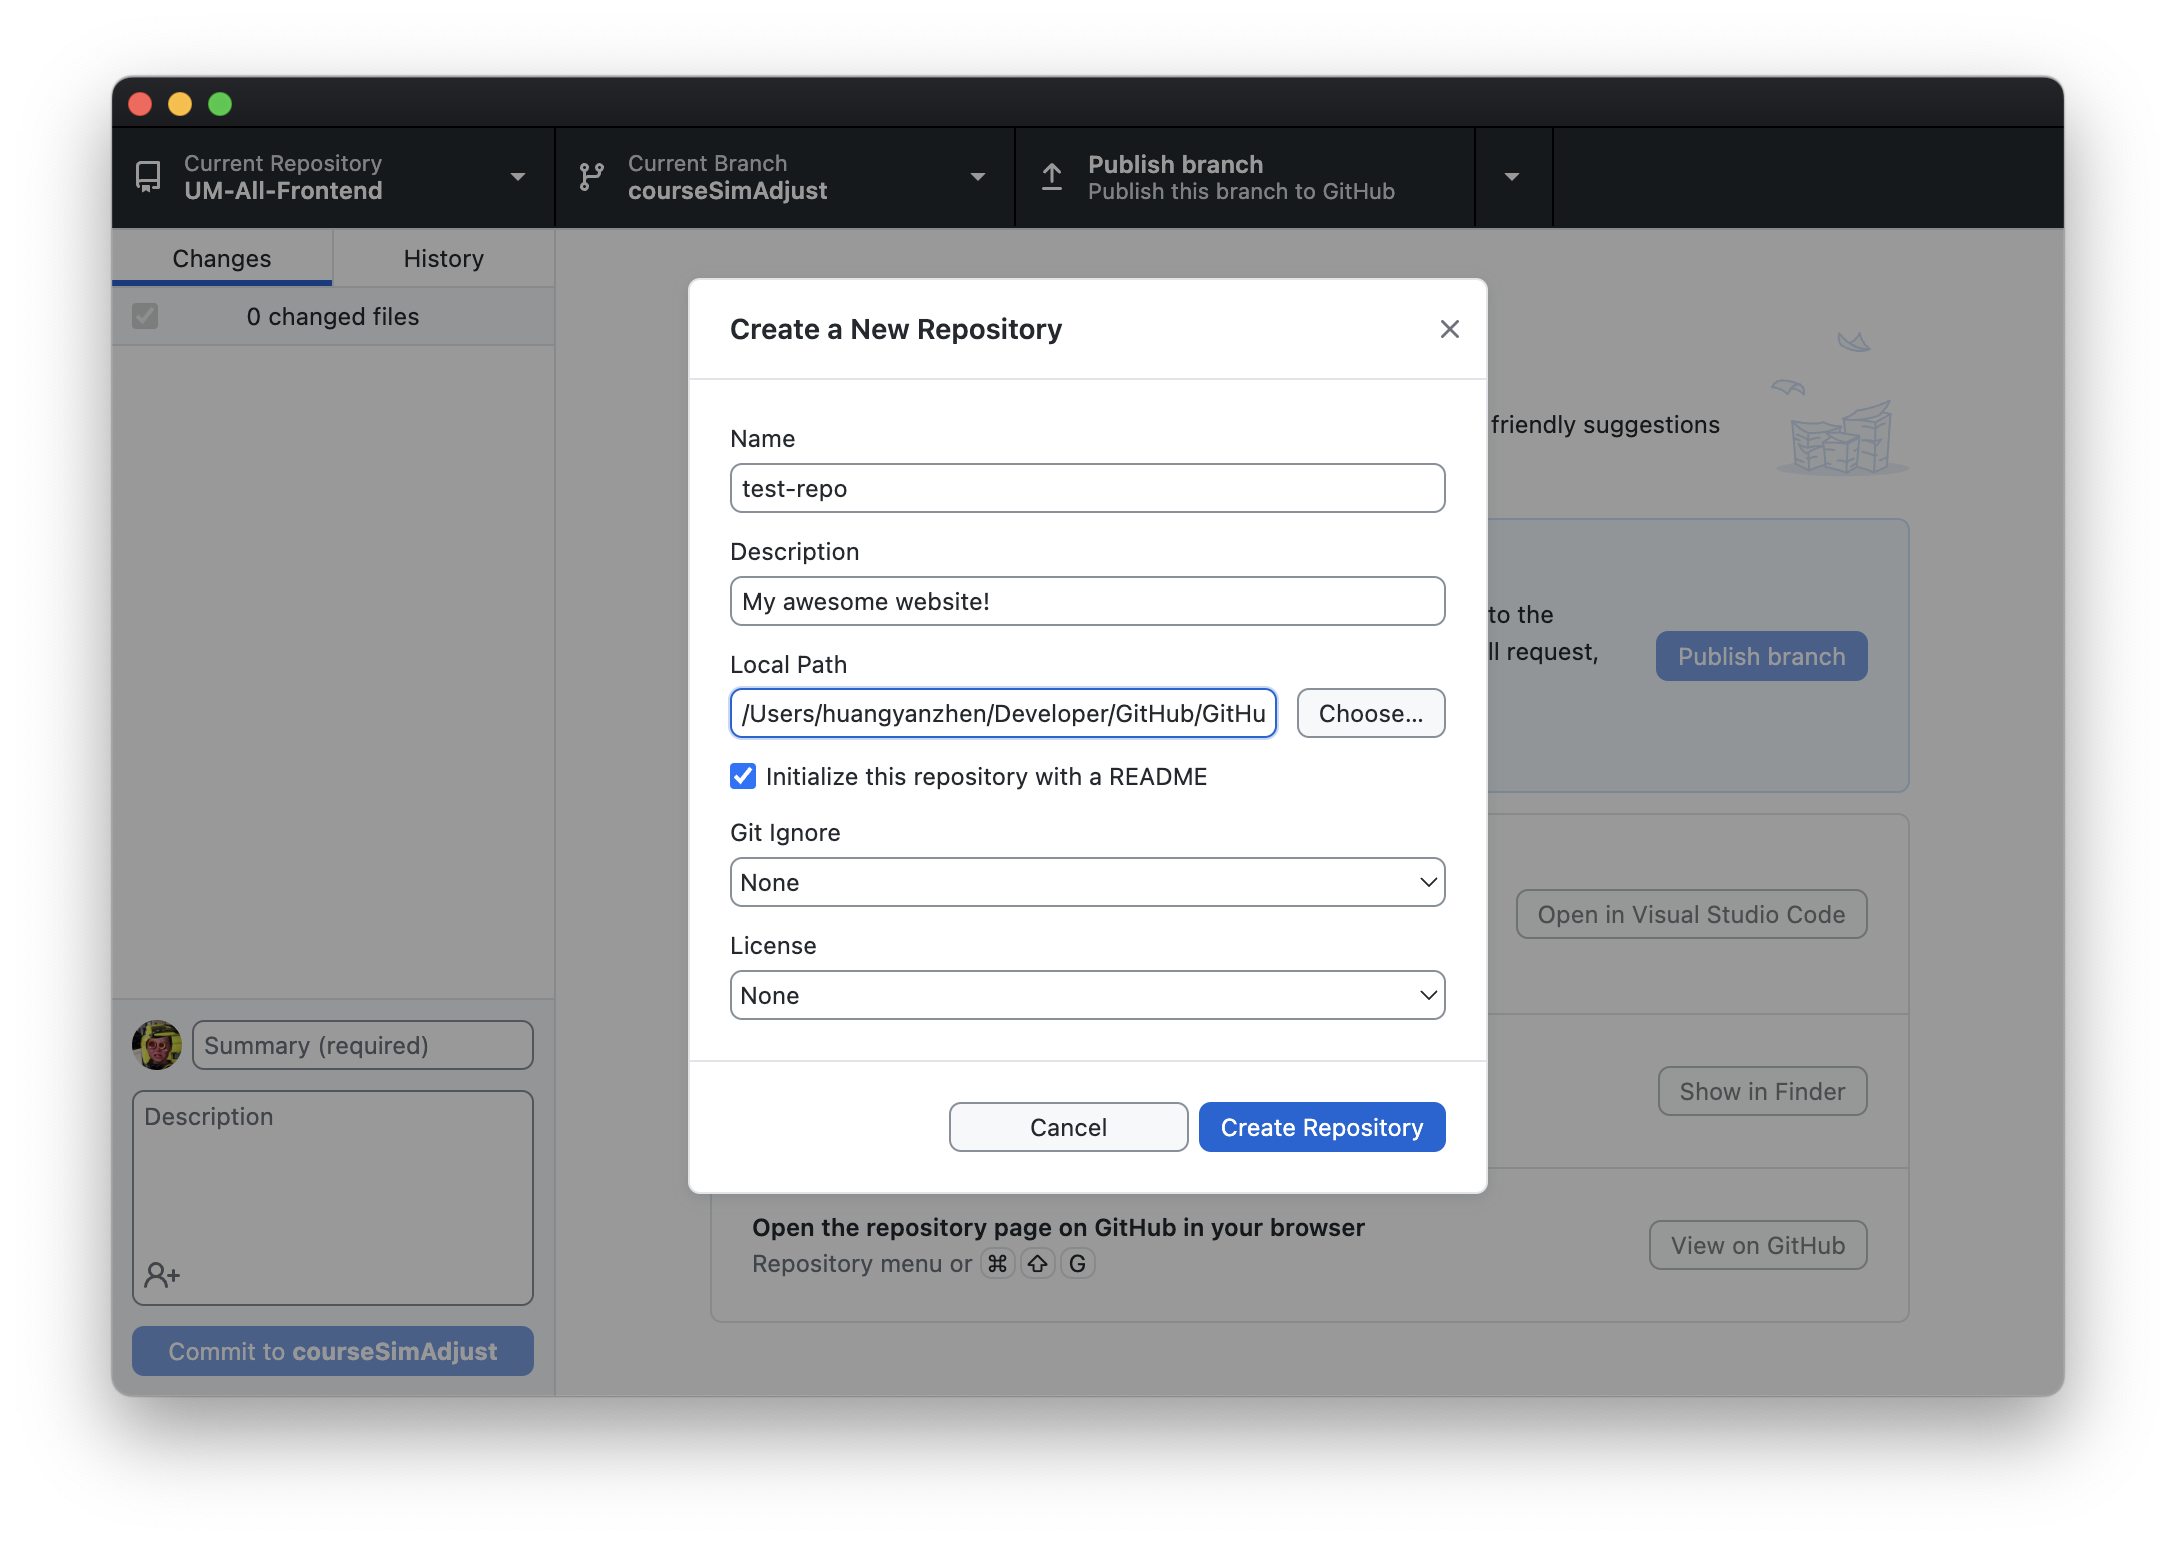 Current Repository
UM-All-Frontend
Current Branch
courseSimAdjust
Publish branch
Publish this branch to GitHub
Changes
History
0 changed files
Create a New Repository
Name
test-repo
Description
My awesome website!
Local Path
/Users/huangyanzhen/Developer/GitHub/GitHu
Choose...
Initialize this repository with a README
Git Ignore
None
License
None
Cancel
Create Repository
friendly suggestions
to the
ll request,
Publish branch
Open in Visual Studio Code
Show in Finder
Open the repository page on GitHub in your browser
Repository menu or ⌘ ⇧ G
View on GitHub
Summary (required)
Description
Commit to courseSimAdjust